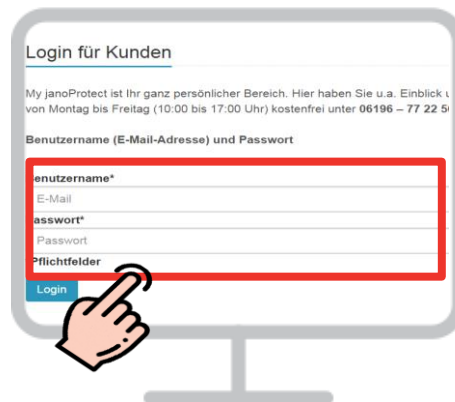 Login für Kunden
My janoProtect ist Ihr ganz persönlicher Bereich. Hier haben Sie u.a. Einblick
von Montag bis Freitag (10:00 bis 17:00 Uhr) kostenfrei unter 06196 – 77 22
Benutzername (E-Mail-Adresse) und Passwort
enutzername*
E-Mail
asswort*
Passwort
Pflichtfelder
Login